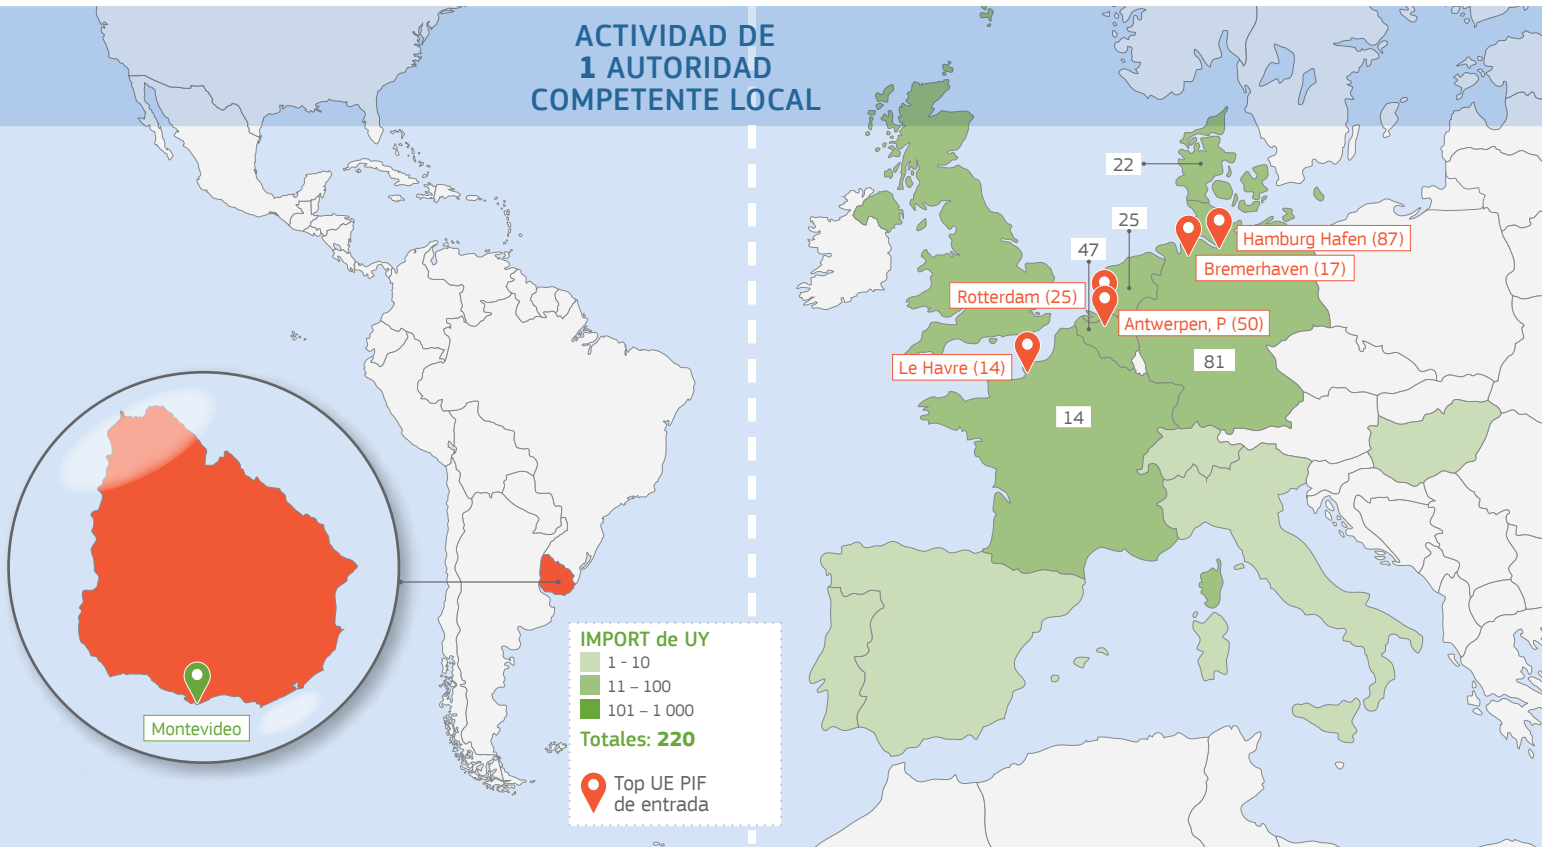 ACTIVIDAD DE
1 AUTORIDAD
COMPETENTE LOCAL
Montevideo
IMPORT de UY
1 - 10
11 – 100
101 – 1 000
Totales: 220
Top UE PIF
de entrada
22
25
47
Hamburg Hafen (87)
Bremerhaven (17)
Rotterdam (25)
Antwerpen, P (50)
Le Havre (14)
81
14